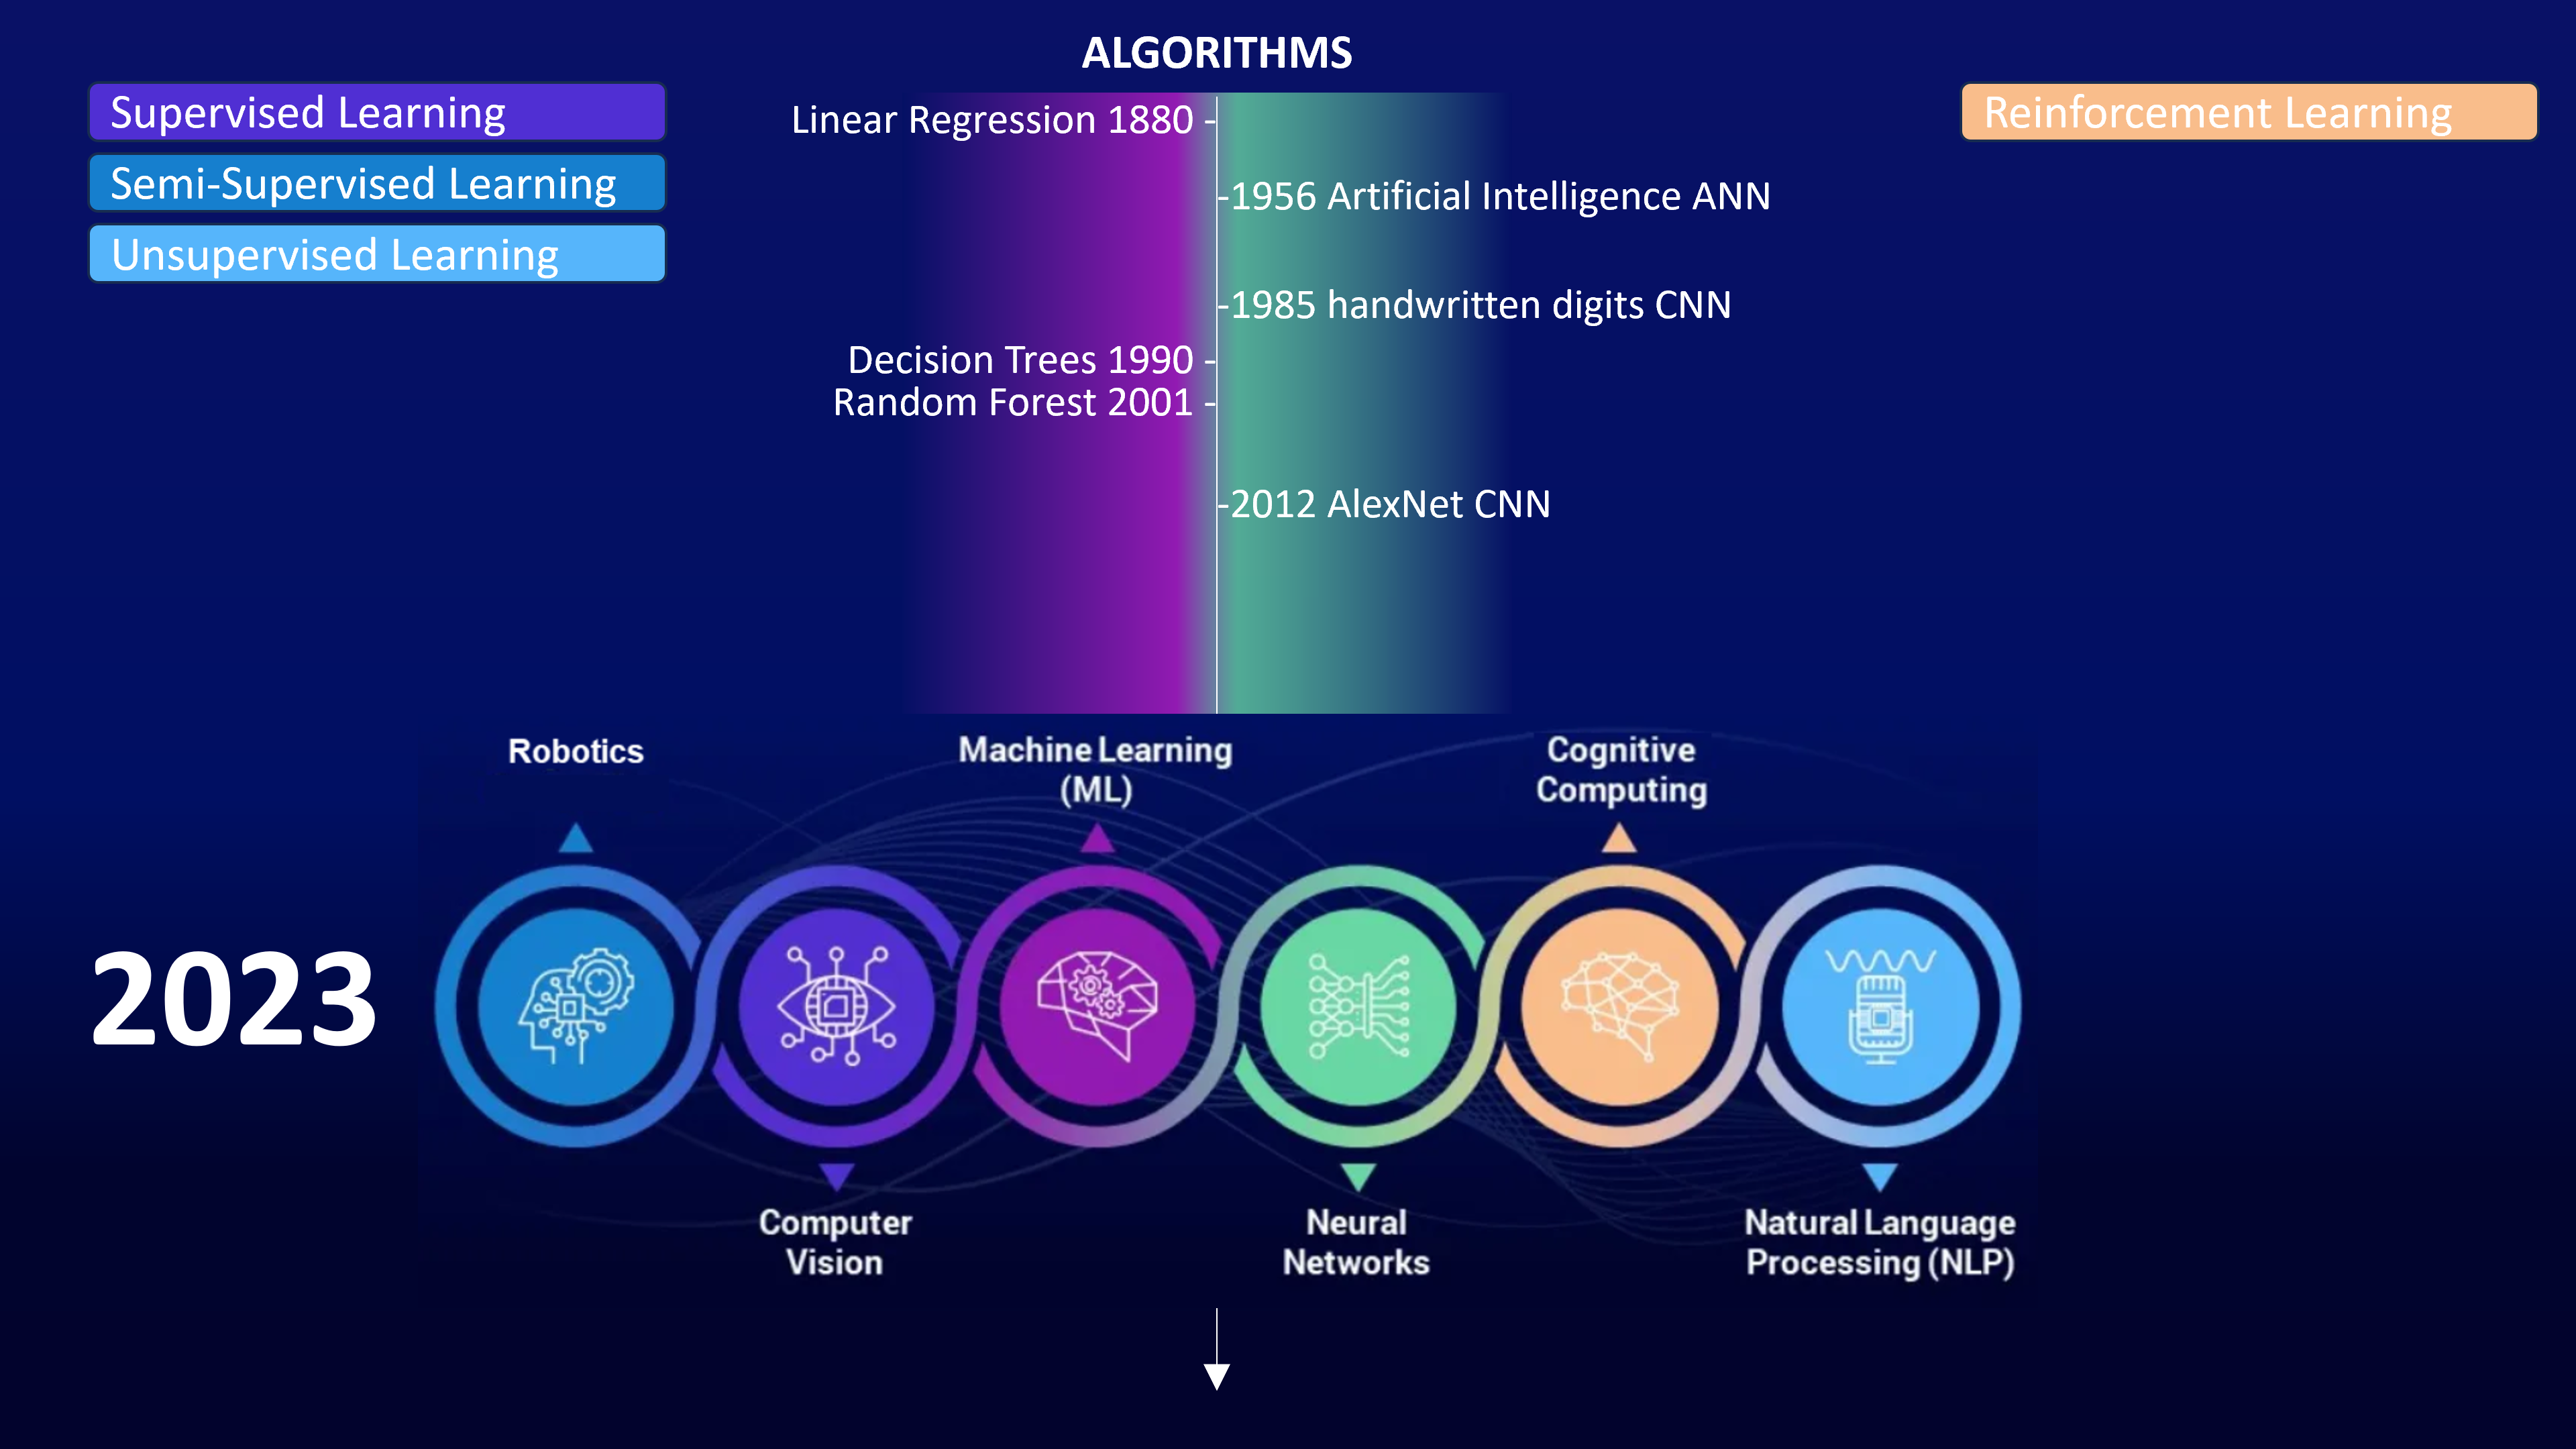 ALGORITHMS
Supervised Learning
Semi-Supervised Learning
Unsupervised Learning
Reinforcement Learning
Linear Regression 1880 -
-1956 Artificial Intelligence ANN
-1985 handwritten digits CNN
Decision Trees 1990 -
Random Forest 2001 -
-2012 AlexNet CNN
2023
Robotics
Machine Learning
(ML)
Cognitive
Computing
Computer
Vision
Neural
Networks
Natural Language
Processing (NLP)